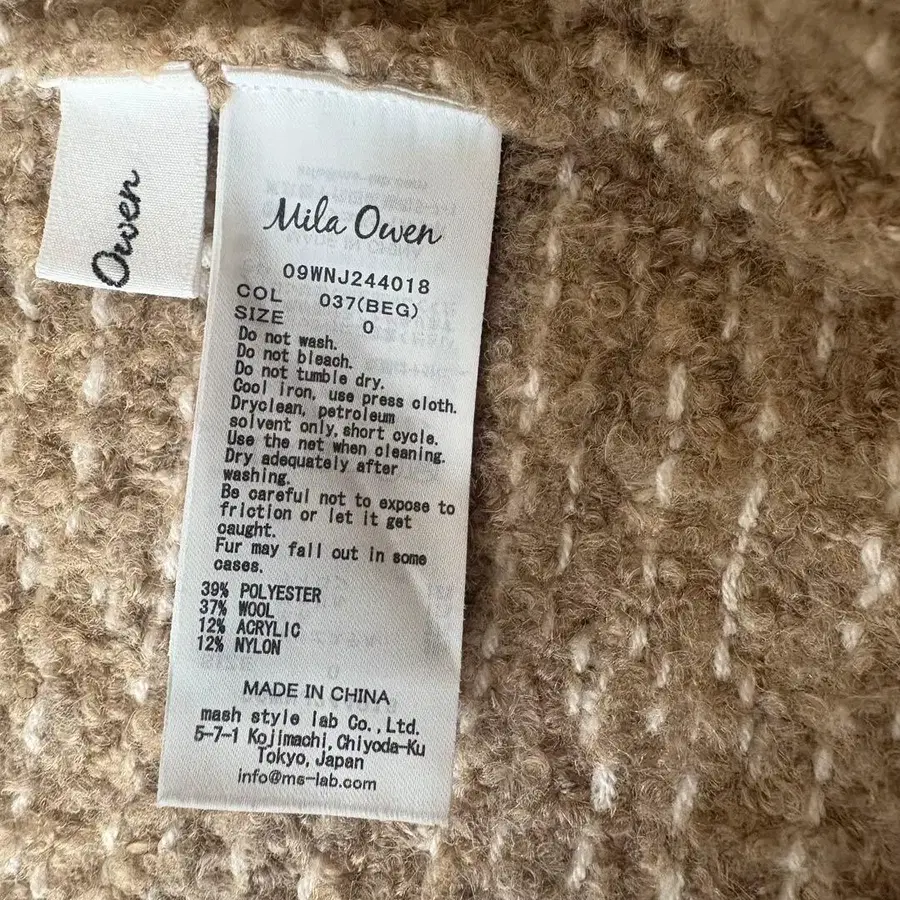 Owen
Mila Owen
09WNJ244018
COL 037(BEG)
SIZE 0
Do not wash.
Do not bleach.
Do not tumble dry.
Cool iron, use press cloth.
Dryclean, petroleum
solvent only, short cycle.
Use the net when cleaning.
Dry adequately after
washing.
Be careful not to expose to
friction or let it get
caught.
Fur may fall out in some
cases.
39% POLYESTER
37% WOOL
12% ACRYLIC
12% NYLON
MADE IN CHINA
mash style lab Co., Ltd.
5-7-1 Kojimachi, Chiyoda-Ku
Tokyo, Japan
info@ms-lab.com